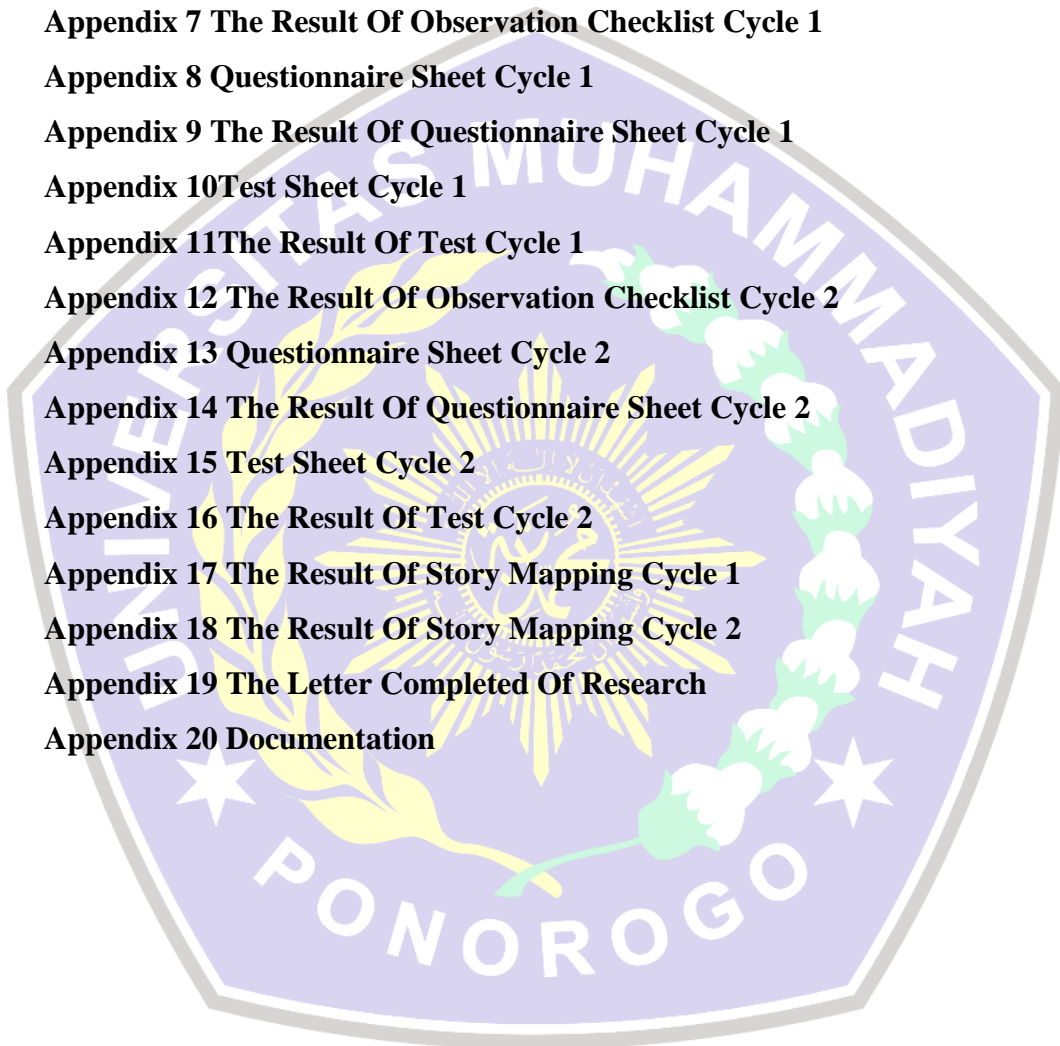 Appendix 7 The Result Of Observation Checklist Cycle 1
Appendix 8 Questionnaire Sheet Cycle 1
Appendix 9 The Result Of Questionnaire Sheet Cycle 1
Appendix 10Test Sheet Cycle 1
Appendix 11The Result Of Test Cycle 1
Appendix 12 The Result Of Observation Checklist Cycle 2
Appendix 13 Questionnaire Sheet Cycle 2
Appendix 14 The Result Of Questionnaire Sheet Cycle 2
Appendix 15 Test Sheet Cycle 2
Appendix 16 The Result Of Test Cycle 2
Appendix 17 The Result Of Story Mapping Cycle 1
Appendix 18 The Result Of Story Mapping Cycle 2
Appendix 19 The Letter Completed Of Research
Appendix 20 Documentation
UNIVERSITAS MUHAMMADIYAH
PONOROGO